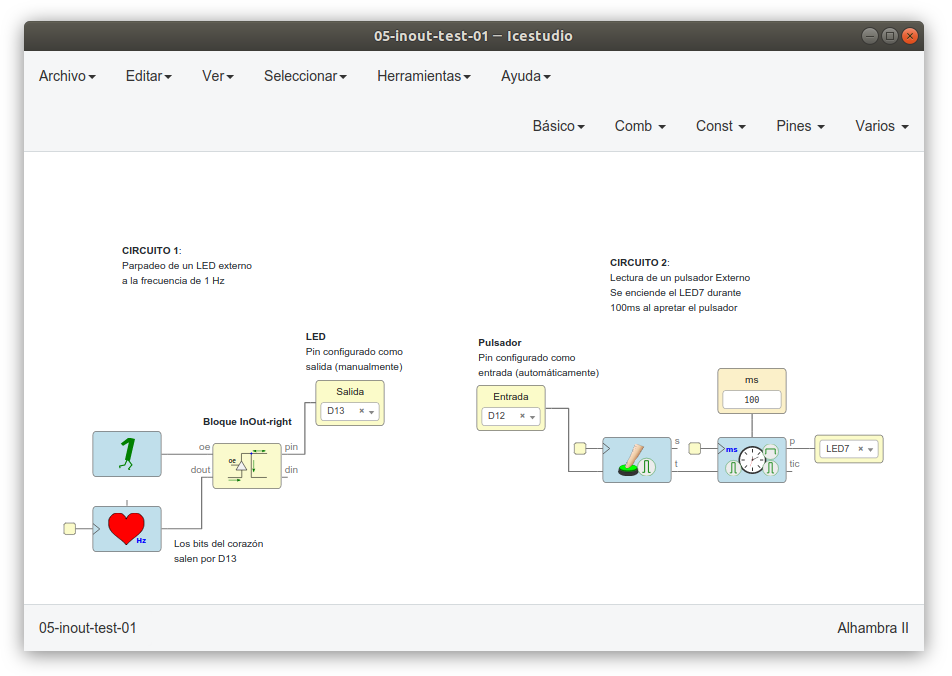 05-inout-test-01 — Icestudio
Archivo Editar Ver Seleccionar Herramientas Ayuda
Básico Comb Const Pines Varios
CIRCUITO 1:
Parpadeo de un LED externo
a la frecuencia de 1 Hz
CIRCUITO 2:
Lectura de un pulsador Externo
Se enciende el LED7 durante
100ms al apretar el pulsador
LED
Pin configurado como
salida (manualmente)
Salida
D13
Pulsador
Pin configurado como
entrada (automáticamente)
Entrada
D12
ms
100
Bloque InOut-right
1
oe
dout
oe
pin
din
Hz
Los bits del corazón
salen por D13
s
t
ms
p
tic
LED7
05-inout-test-01
Alhambra II